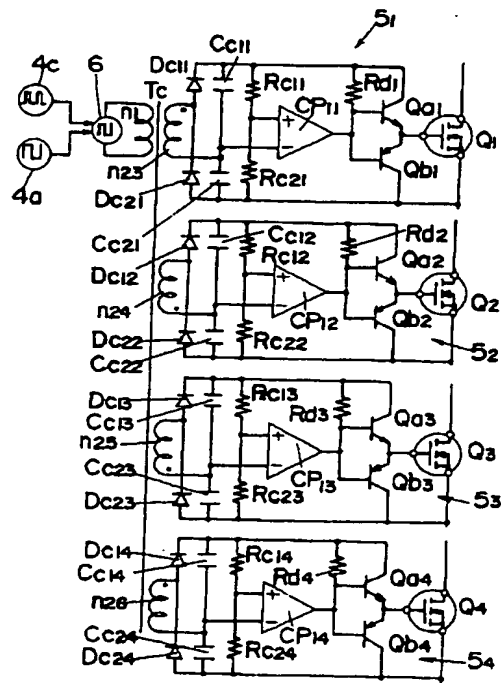 5₁
4c
6
4a
Tc
n1
n23
Dc11
Cc11
Dc21
Cc21
Rc11
Rc21
+
−
CP11
Rd1
Qa1
Qb1
Q1
Dc12
n24
Dc22
Cc22
Cc12
Rc12
Rc22
+
−
CP12
Rd2
Qa2
Qb2
Q2
5₂
Dc13
Cc13
n25
Cc23
Dc23
Rc13
Rc23
+
−
CP13
Rd3
Qa3
Qb3
Q3
5₃
Dc14
Cc14
n26
Cc24
Dc24
Rc14
Rc24
+
−
CP14
Rd4
Qa4
Qb4
Q4
5₄